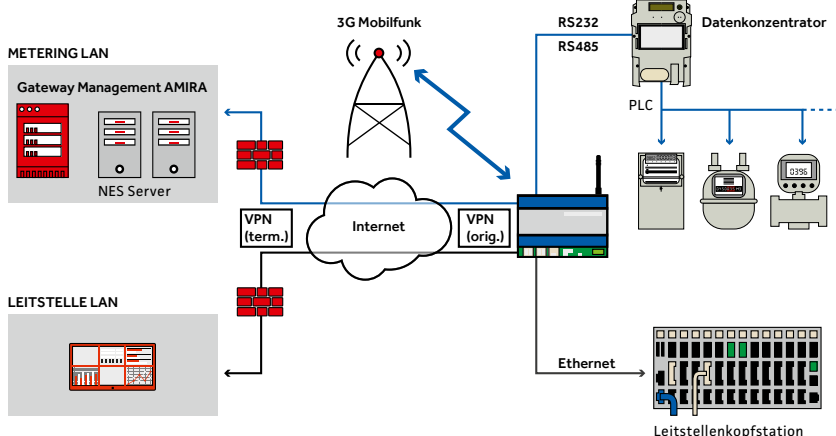 3G Mobilfunk
RS232
RS485
Datenkonzentrator
METERING LAN
Gateway Management AMIRA
NES Server
PLC
0396
VPN
(term.)
Internet
VPN
(orig.)
LEITSTELLE LAN
Ethernet
Leitstellenkopfstation